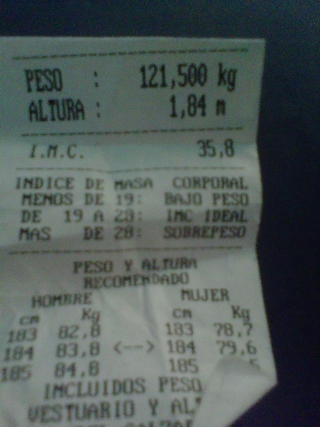 PESO : 121,500 kg
ALTURA : 1,84 m
I.M.C. 35,8
INDICE DE MASA CORPORAL
MENOS DE 19: BAJO PESO
DE 19 A 28: IMC IDEAL
MAS DE 28: SOBREPESO
PESO Y ALTURA
RECOMENDADO
HOMBRE MUJER
cm Kg cm Kg
183 82,8 183 78,7
184 83,8 <--> 184 79,6
185 84,8 185
INCLUIDOS PESO
VESTUARIO Y